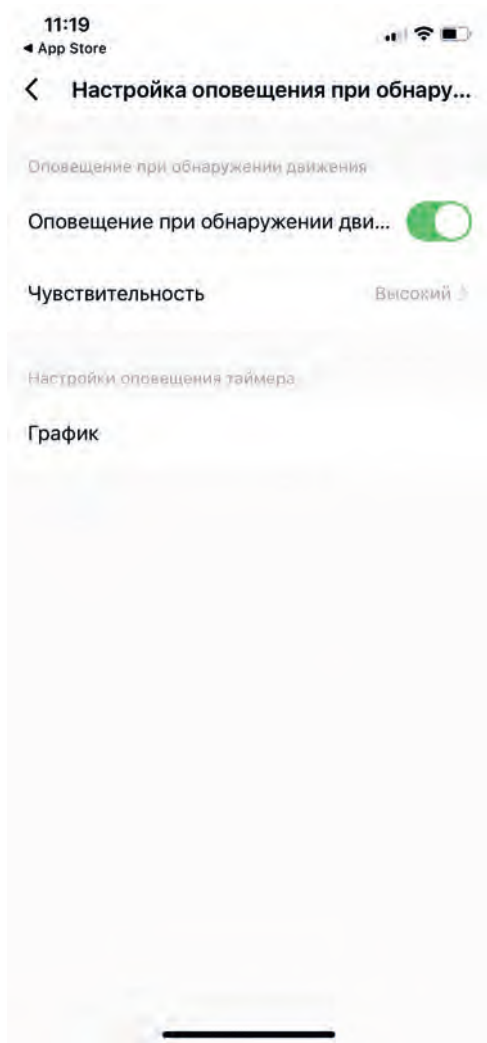 11:19
App Store
Настройка оповещения при обнару...
Оповещение при обнаружении движения
Оповещение при обнаружении дви...
Чувствительность Высокий
Настройки оповещения таймера
График